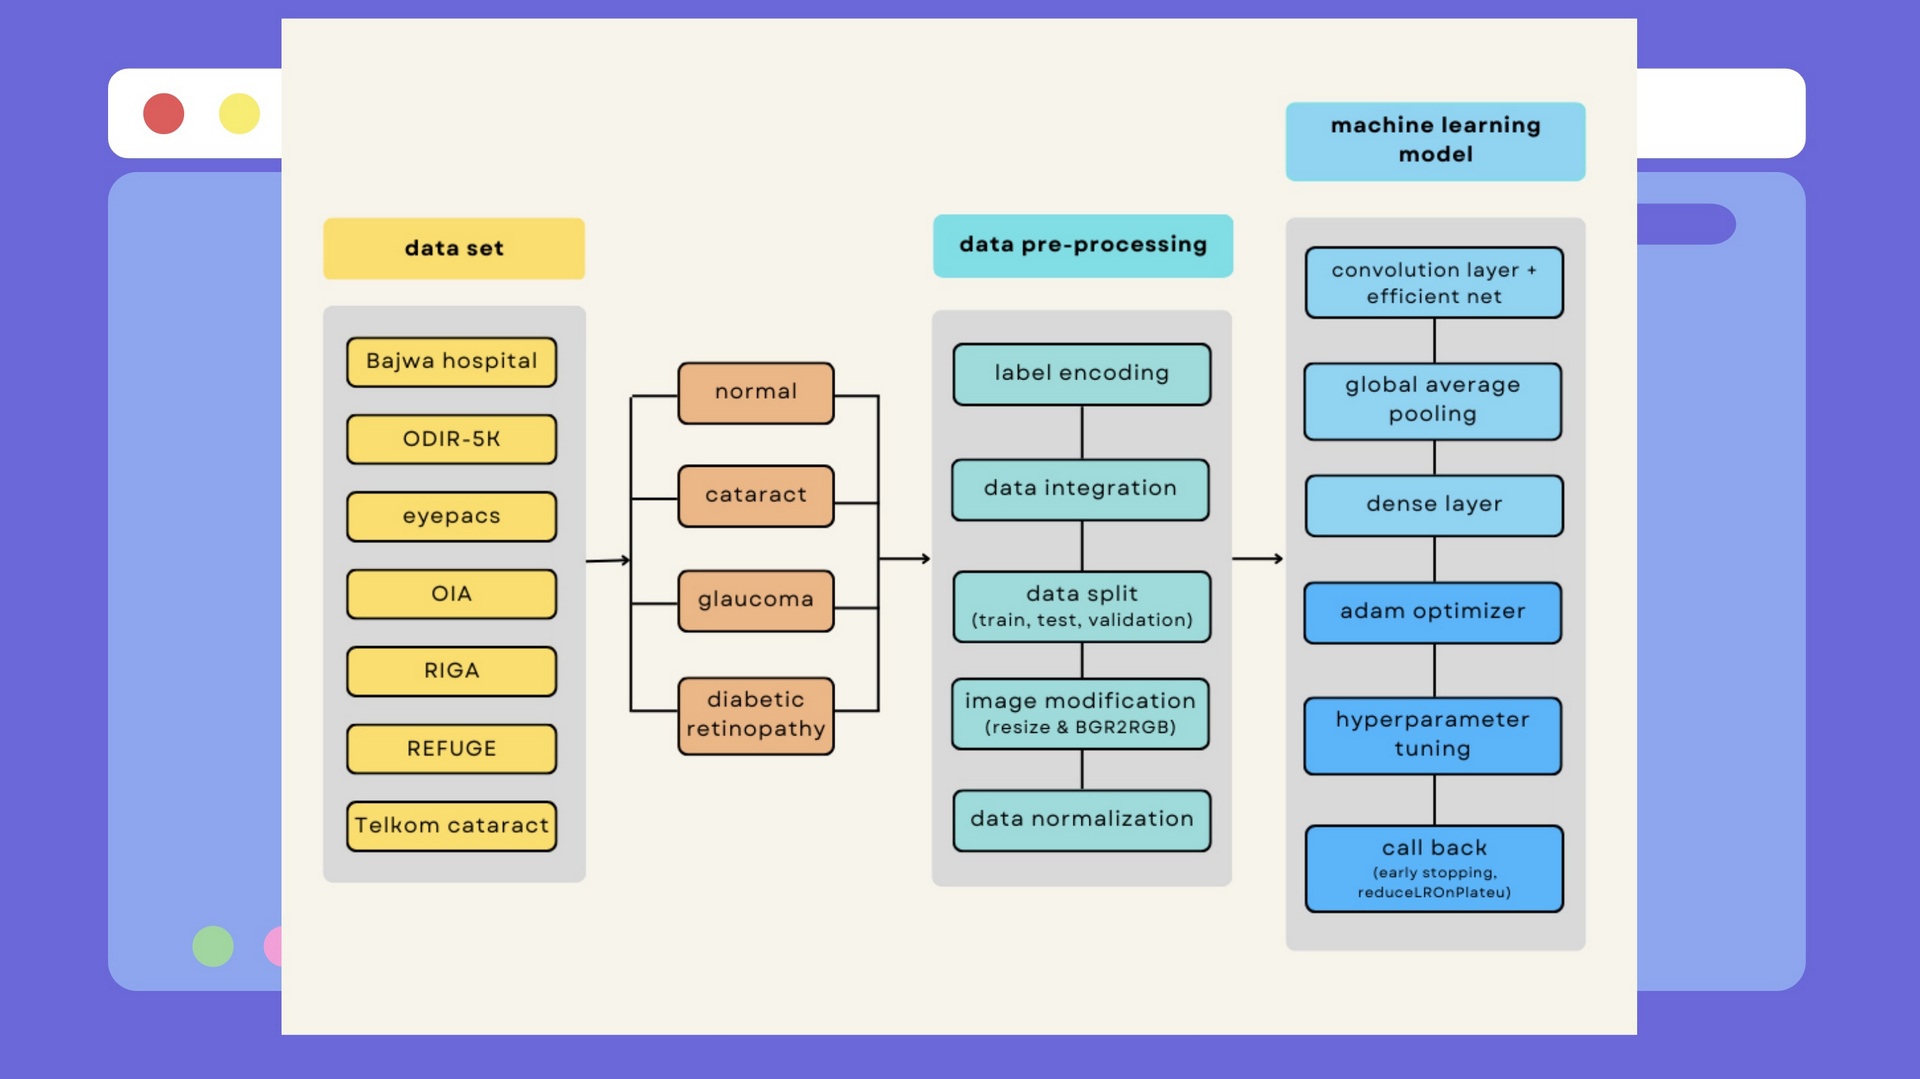 data set
Bajwa hospital
ODIR-5K
eyepacs
OIA
RIGA
REFUGE
Telkom cataract
normal
cataract
glaucoma
diabetic
retinopathy
data pre-processing
label encoding
data integration
data split
(train, test, validation)
image modification
(resize & BGR2RGB)
data normalization
machine learning
model
convolution layer +
efficient net
global average
pooling
dense layer
adam optimizer
hyperparameter
tuning
call back
(early stopping,
reduceLROnPlateu)